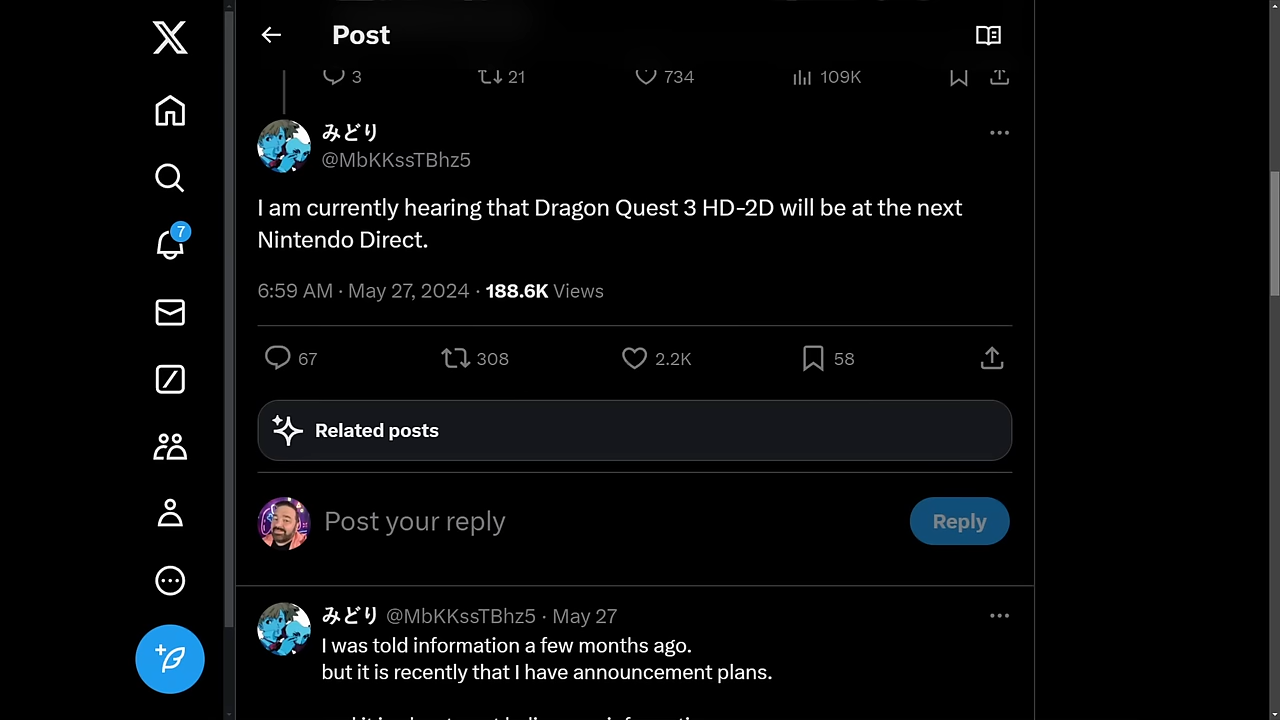 Post
3 21 734 109K
みどり
@MbKKssTBhz5
I am currently hearing that Dragon Quest 3 HD-2D will be at the next
Nintendo Direct.
6:59 AM · May 27, 2024 · 188.6K Views
67 308 2.2K 58
Related posts
Post your reply
Reply
みどり @MbKKssTBhz5 · May 27
I was told information a few months ago.
but it is recently that I have announcement plans.
7